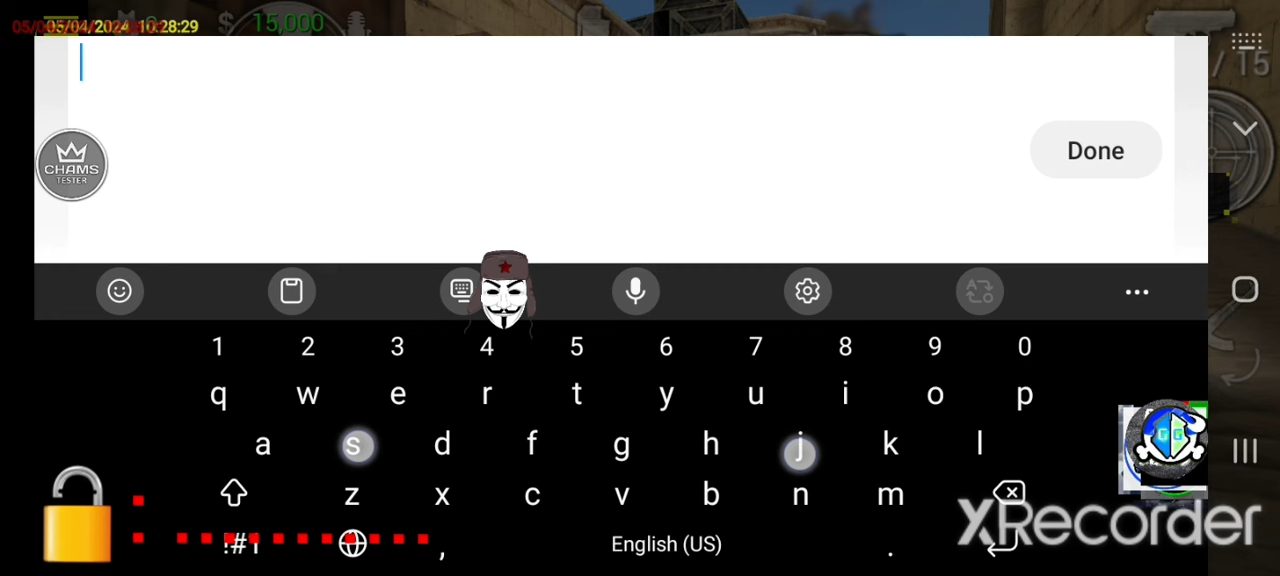 05/04/2024 10:28:29
$ 15,000
/ 15
Done
CHAMS
TESTER
1 2 3 4 5 6 7 8 9 0
q w e r t y u i o p
a s d f g h j k l
GG
z x c v b n m
XRecorder
!#1 , English (US) .